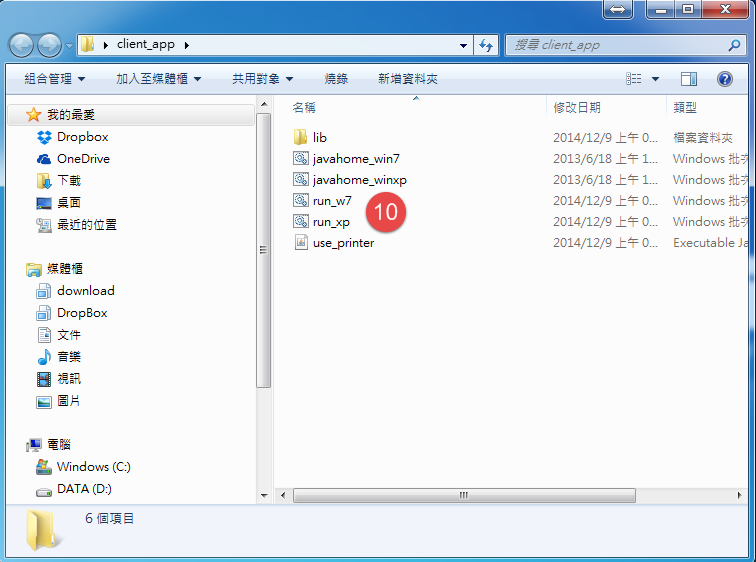 client_app
搜尋 client_app
組合管理 加入至媒體櫃 共用對象 燒錄 新增資料夾
我的最愛
Dropbox
OneDrive
下載
桌面
最近的位置
媒體櫃
download
DropBox
文件
音樂
視訊
圖片
電腦
Windows (C:)
DATA (D:)
名稱 修改日期 類型
lib 2014/12/9 上午 0... 檔案資料夾
javahome_win7 2013/6/18 上午 1... Windows 批次
javahome_winxp 2013/6/18 上午 1... Windows 批次
run_w7 2014/12/9 上午 0... Windows 批次
10
run_xp 2014/12/9 上午 0... Windows 批次
use_printer 2014/12/9 上午 0... Executable Ja
6 個項目